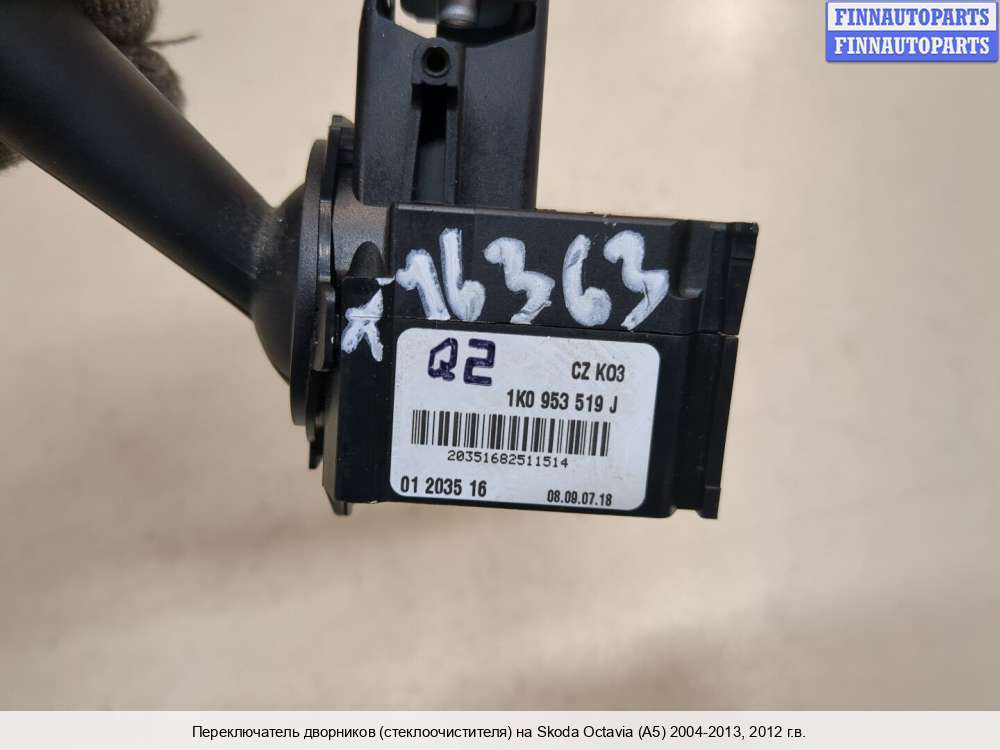 FINNAUTOPARTS
FINNAUTOPARTS
x 16363
Q2
CZ K03
1K0 953 519 J
20351682511514
01 2035 16
08.09.07.18
Переключатель дворников (стеклоочистителя) на Skoda Octavia (A5) 2004-2013, 2012 г.в.